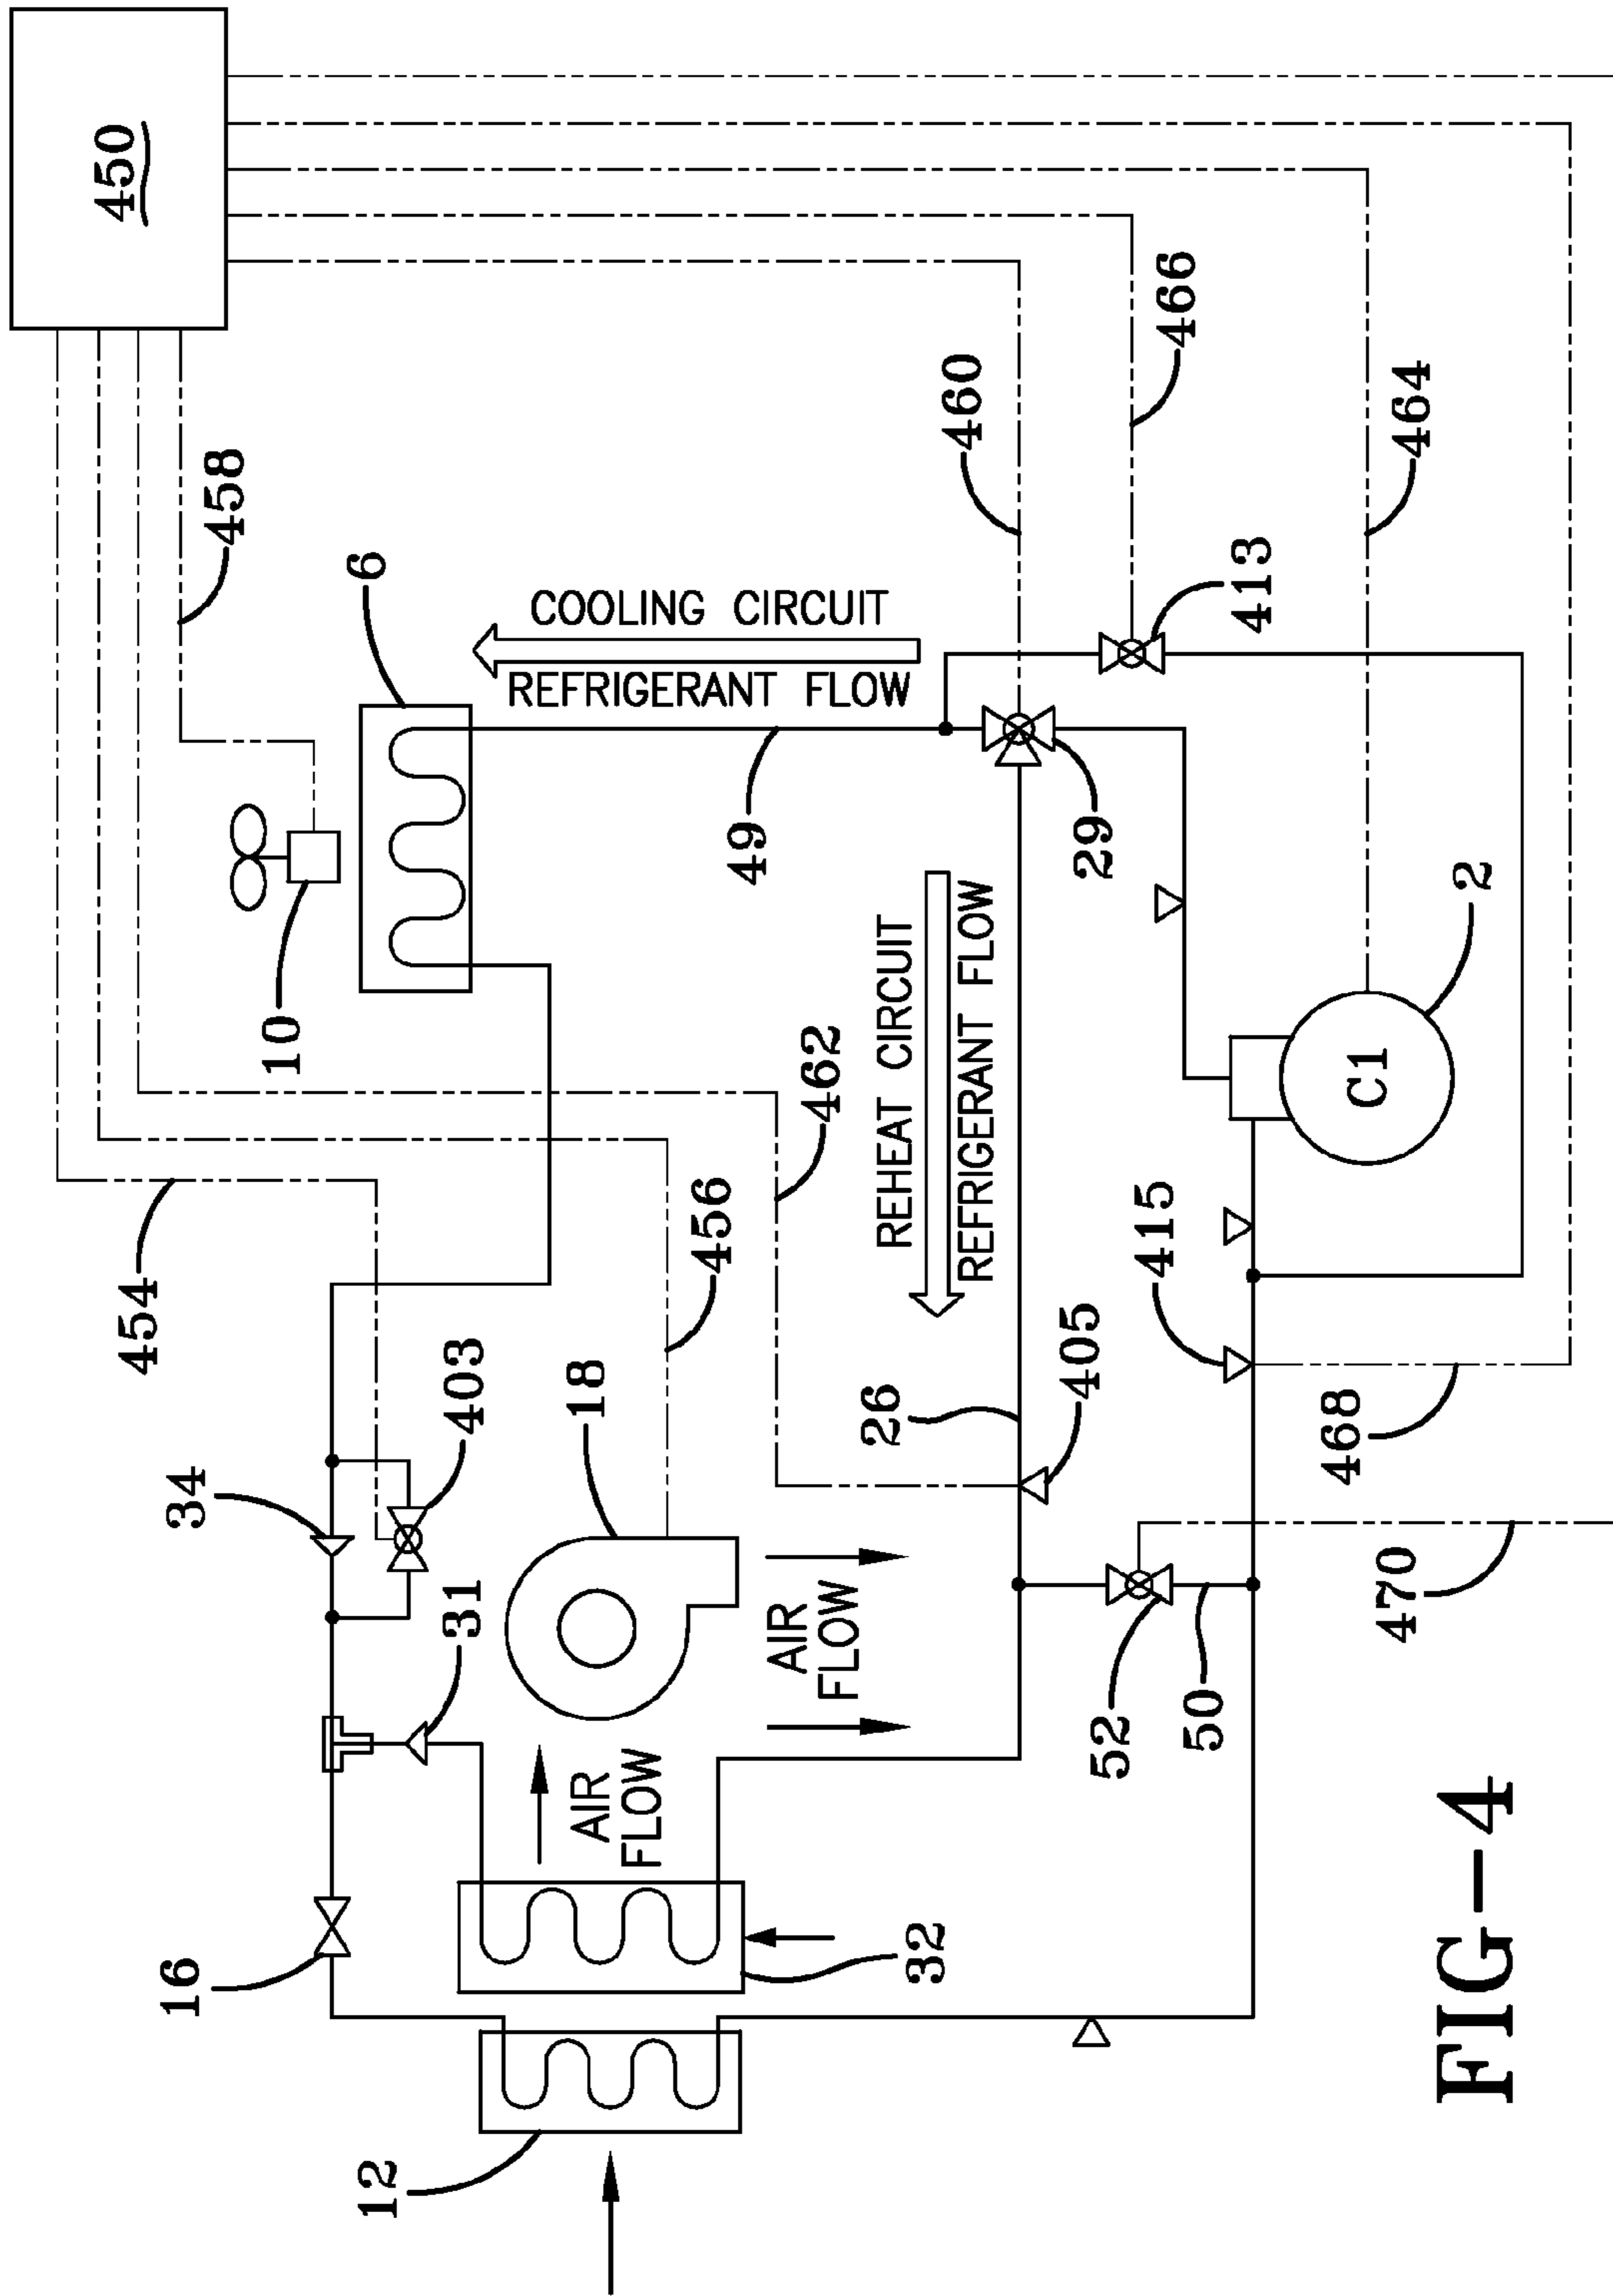 450
458
6
COOLING CIRCUIT
REFRIGERANT FLOW
460
466
464
413
10
49
29
2
C1
462
REHEAT CIRCUIT
REFRIGERANT FLOW
454
456
415
403
18
34
26
405
468
31
AIR
FLOW
AIR
FLOW
470
52
50
16
32
12
FIG-4